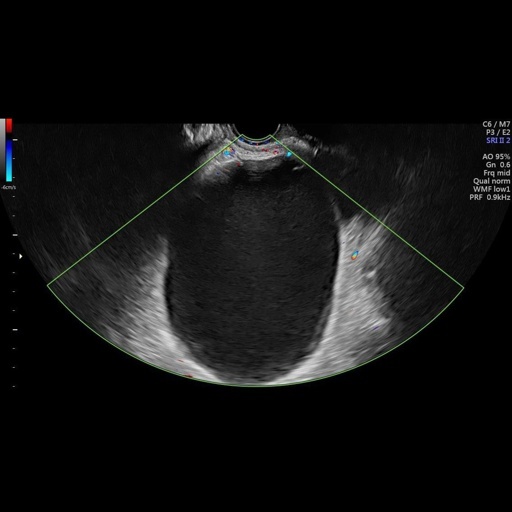 C6 / M7
P3 / E2
SRI II 2
AO 95%
Gn 0.6
Frq mid
Qual norm
WMF low1
PRF 0.9kHz
-4cm/s